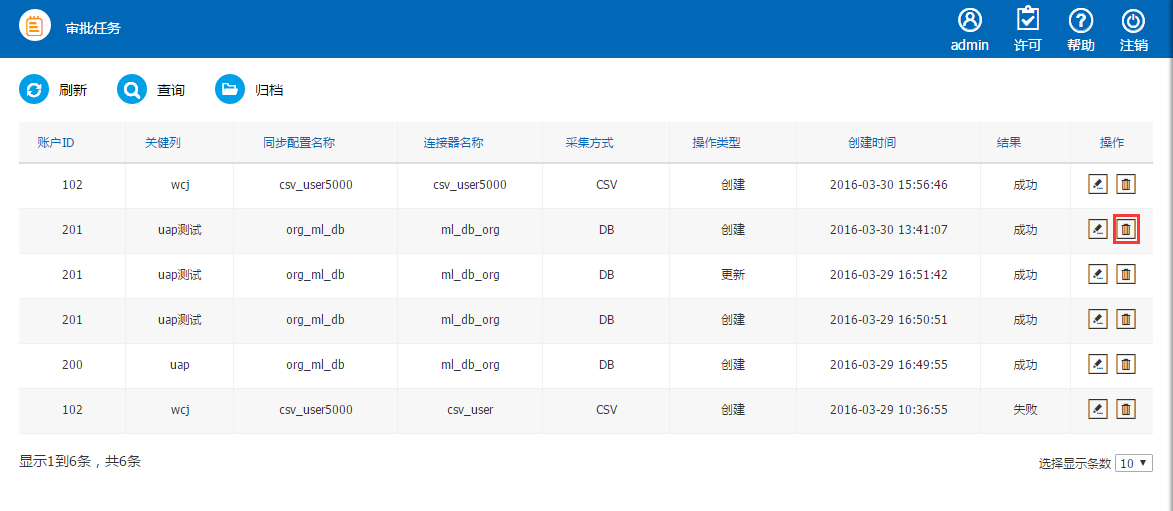 审批任务
admin 许可 帮助 注销
刷新 查询 归档
账户ID 关健列 同步配置名称 连接器名称 采集方式 操作类型 创建时间 结果 操作
102 wcj csv_user5000 csv_user5000 CSV 创建 2016-03-30 15:56:46 成功
201 uap测试 org_ml_db ml_db_org DB 创建 2016-03-30 13:41:07 成功
201 uap测试 org_ml_db ml_db_org DB 更新 2016-03-29 16:51:42 成功
201 uap测试 org_ml_db ml_db_org DB 创建 2016-03-29 16:50:51 成功
200 uap org_ml_db ml_db_org DB 创建 2016-03-29 16:49:55 成功
102 wcj csv_user5000 csv_user CSV 创建 2016-03-29 10:36:55 失败
显示1到6条，共6条
选择显示条数 10